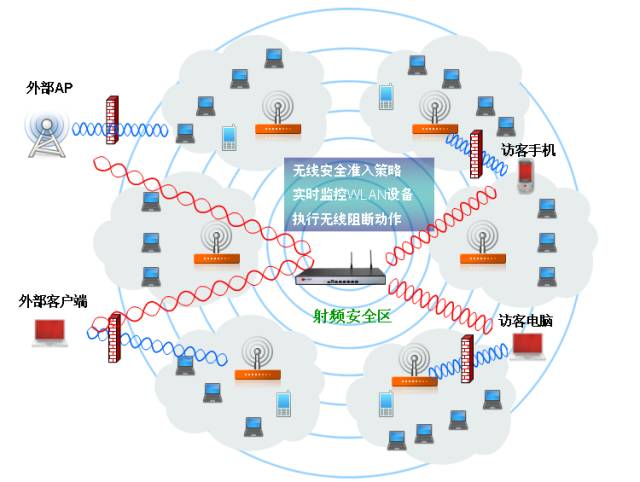 外部AP
访客手机
无线安全准入策略
实时监控WLAN设备
执行无线阻断动作
外部客户端
射频安全区
访客电脑